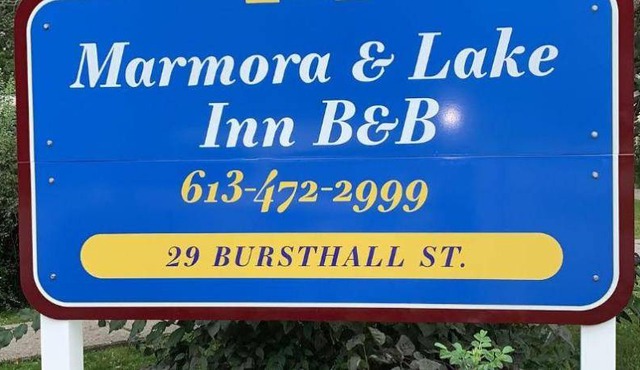 Marmora & Lake
Inn B&B
613-472-2999
29 BURSTHALL ST.